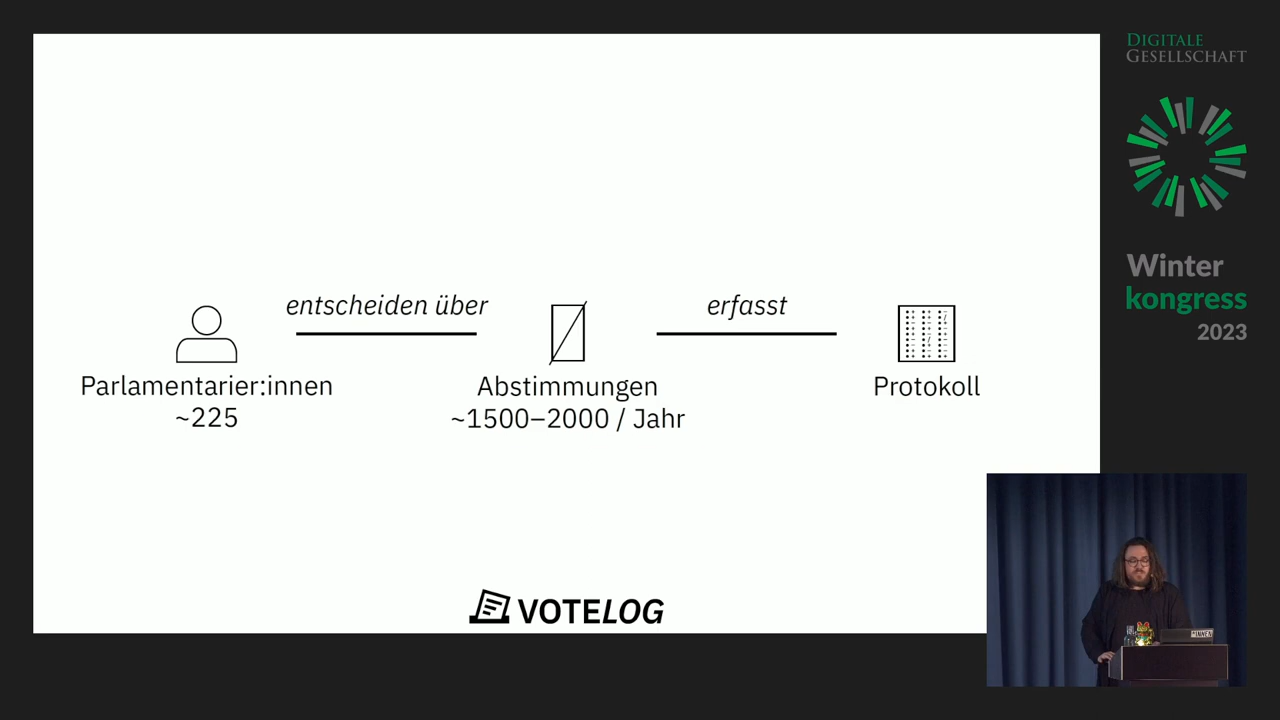 entscheiden über
erfasst
Parlamentarier:innen
~225
Abstimmungen
~1500–2000 / Jahr
Protokoll
VOTELOG
DIGITALE
GESELLSCHAFT
Winter
kongress
2023